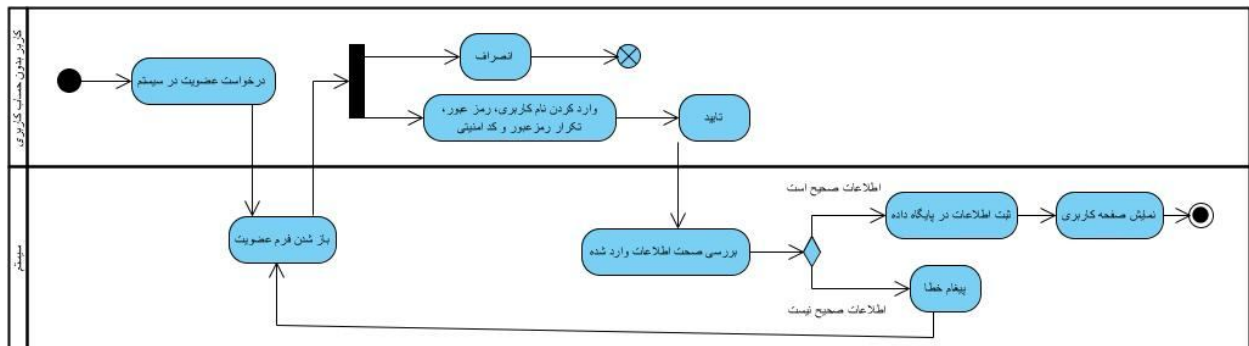 کاربر بدون حساب کاربری
درخواست عضویت در سیستم
انصراف
وارد کردن نام کاربری، رمز عبور،
تکرار رمزعبور و کد امنیتی
تایید
سیستم
باز شدن فرم عضویت
بررسی صحت اطلاعات وارد شده
اطلاعات صحیح است
ثبت اطلاعات در پایگاه داده
نمایش صفحه کاربری
پیغام خطا
اطلاعات صحیح نیست